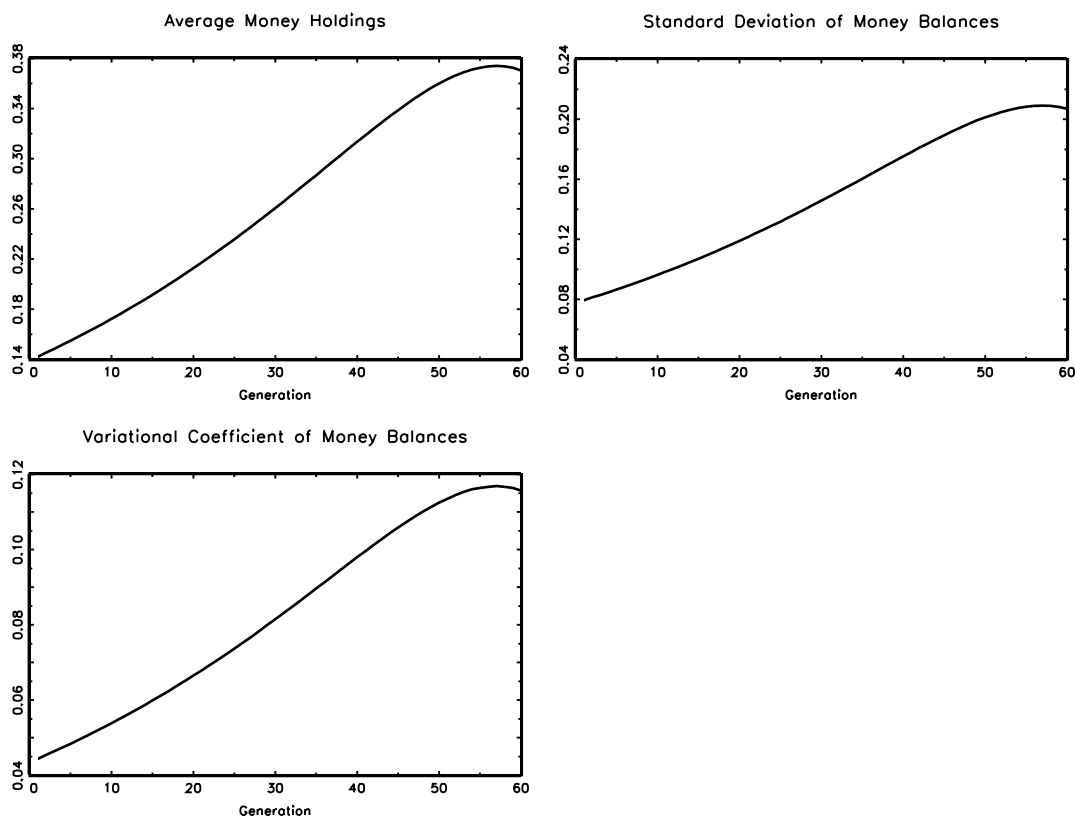 Average Money Holdings
0.38
0.34
0.30
0.26
0.22
0.18
0.14
0 10 20 30 40 50 60
Generation
Standard Deviation of Money Balances
0.24
0.20
0.16
0.12
0.08
0.04
0 10 20 30 40 50 60
Generation
Variational Coefficient of Money Balances
0.12
0.10
0.08
0.06
0.04
0 10 20 30 40 50 60
Generation